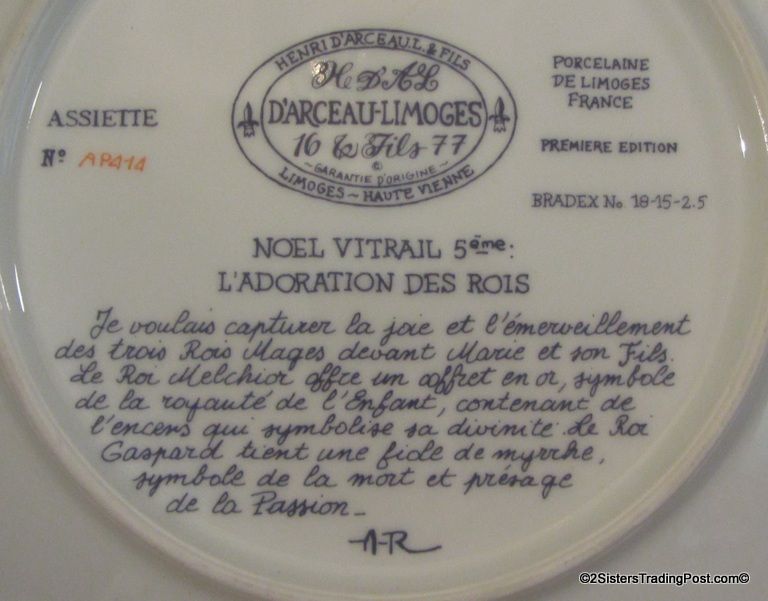 HENRI D'ARCEAU.L. & FILS
H D'A&L
D'ARCEAU-LIMOGES
16 & Fils 77
©
~ GARANTIE D'ORIGINE ~
LIMOGES ~ HAUTE VIENNE
ASSIETTE
No AP414
PORCELAINE
DE LIMOGES
FRANCE
PREMIERE EDITION
BRADEX No. 18-15-2.5
NOEL VITRAIL 5ème:
L'ADORATION DES ROIS
Je voulais capturer la joie et l'émerveillement
des trois Rois Mages devant Marie et son Fils.
Le Roi Melchior offre un coffret en or, symbole
de la royauté de l'Enfant, contenant de
l'encens qui symbolise sa divinité. Le Roi
Gaspard tient une fiole de myrrhe,
symbole de la mort et présage
de la Passion_
A-R
©2SistersTradingPost.com©